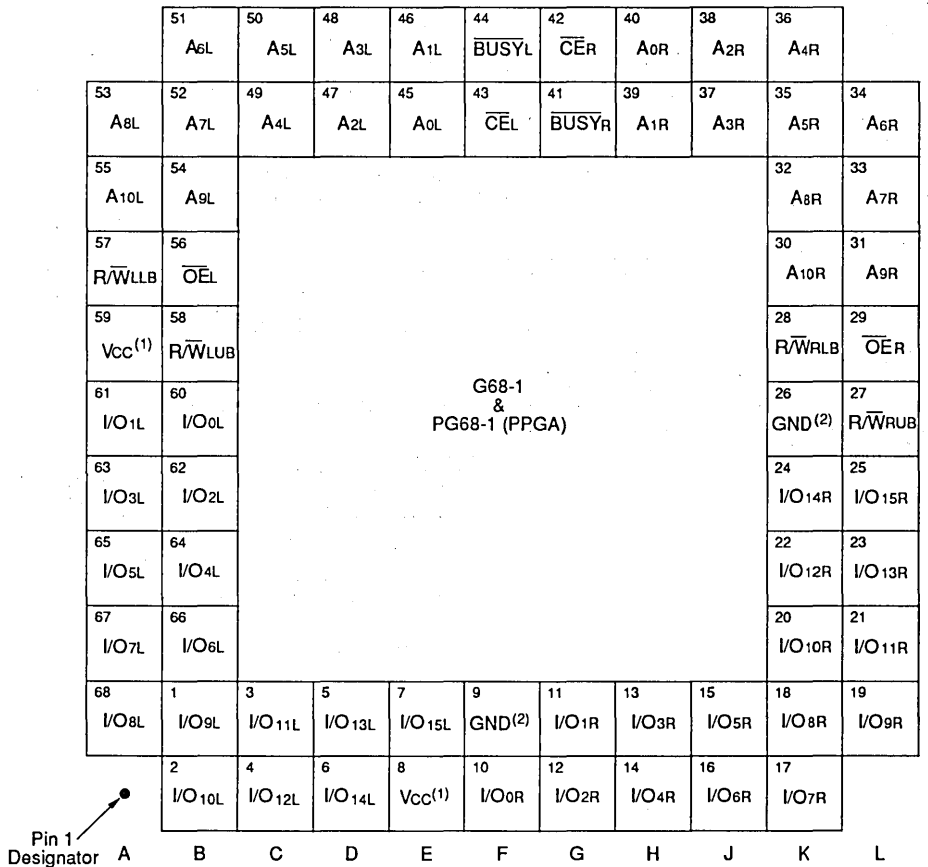 51 50 48 46 44 42 40 38 36
A6L A5L A3L A1L BUSYL CER A0R A2R A4R
53 52 49 47 45 43 41 39 37 35 34
A8L A7L A4L A2L A0L CEL BUSYR A1R A3R A5R A6R
55 54 32 33
A10L A9L A8R A7R
57 56 30 31
R/WLLB OEL A10R A9R
59 58 28 29
VCC(1) R/WLUB R/WRLB OER
G68-1
&
PG68-1 (PPGA)
61 60 26 27
I/O1L I/O0L GND(2) R/WRUB
63 62 24 25
I/O3L I/O2L I/O14R I/O15R
65 64 22 23
I/O5L I/O4L I/O12R I/O13R
67 66 20 21
I/O7L I/O6L I/O10R I/O11R
68 1 3 5 7 9 11 13 15 18 19
I/O8L I/O9L I/O11L I/O13L I/O15L GND(2) I/O1R I/O3R I/O5R I/O8R I/O9R
2 4 6 8 10 12 14 16 17
I/O10L I/O12L I/O14L VCC(1) I/O0R I/O2R I/O4R I/O6R I/O7R
Pin 1
Designator
A B C D E F G H J K L